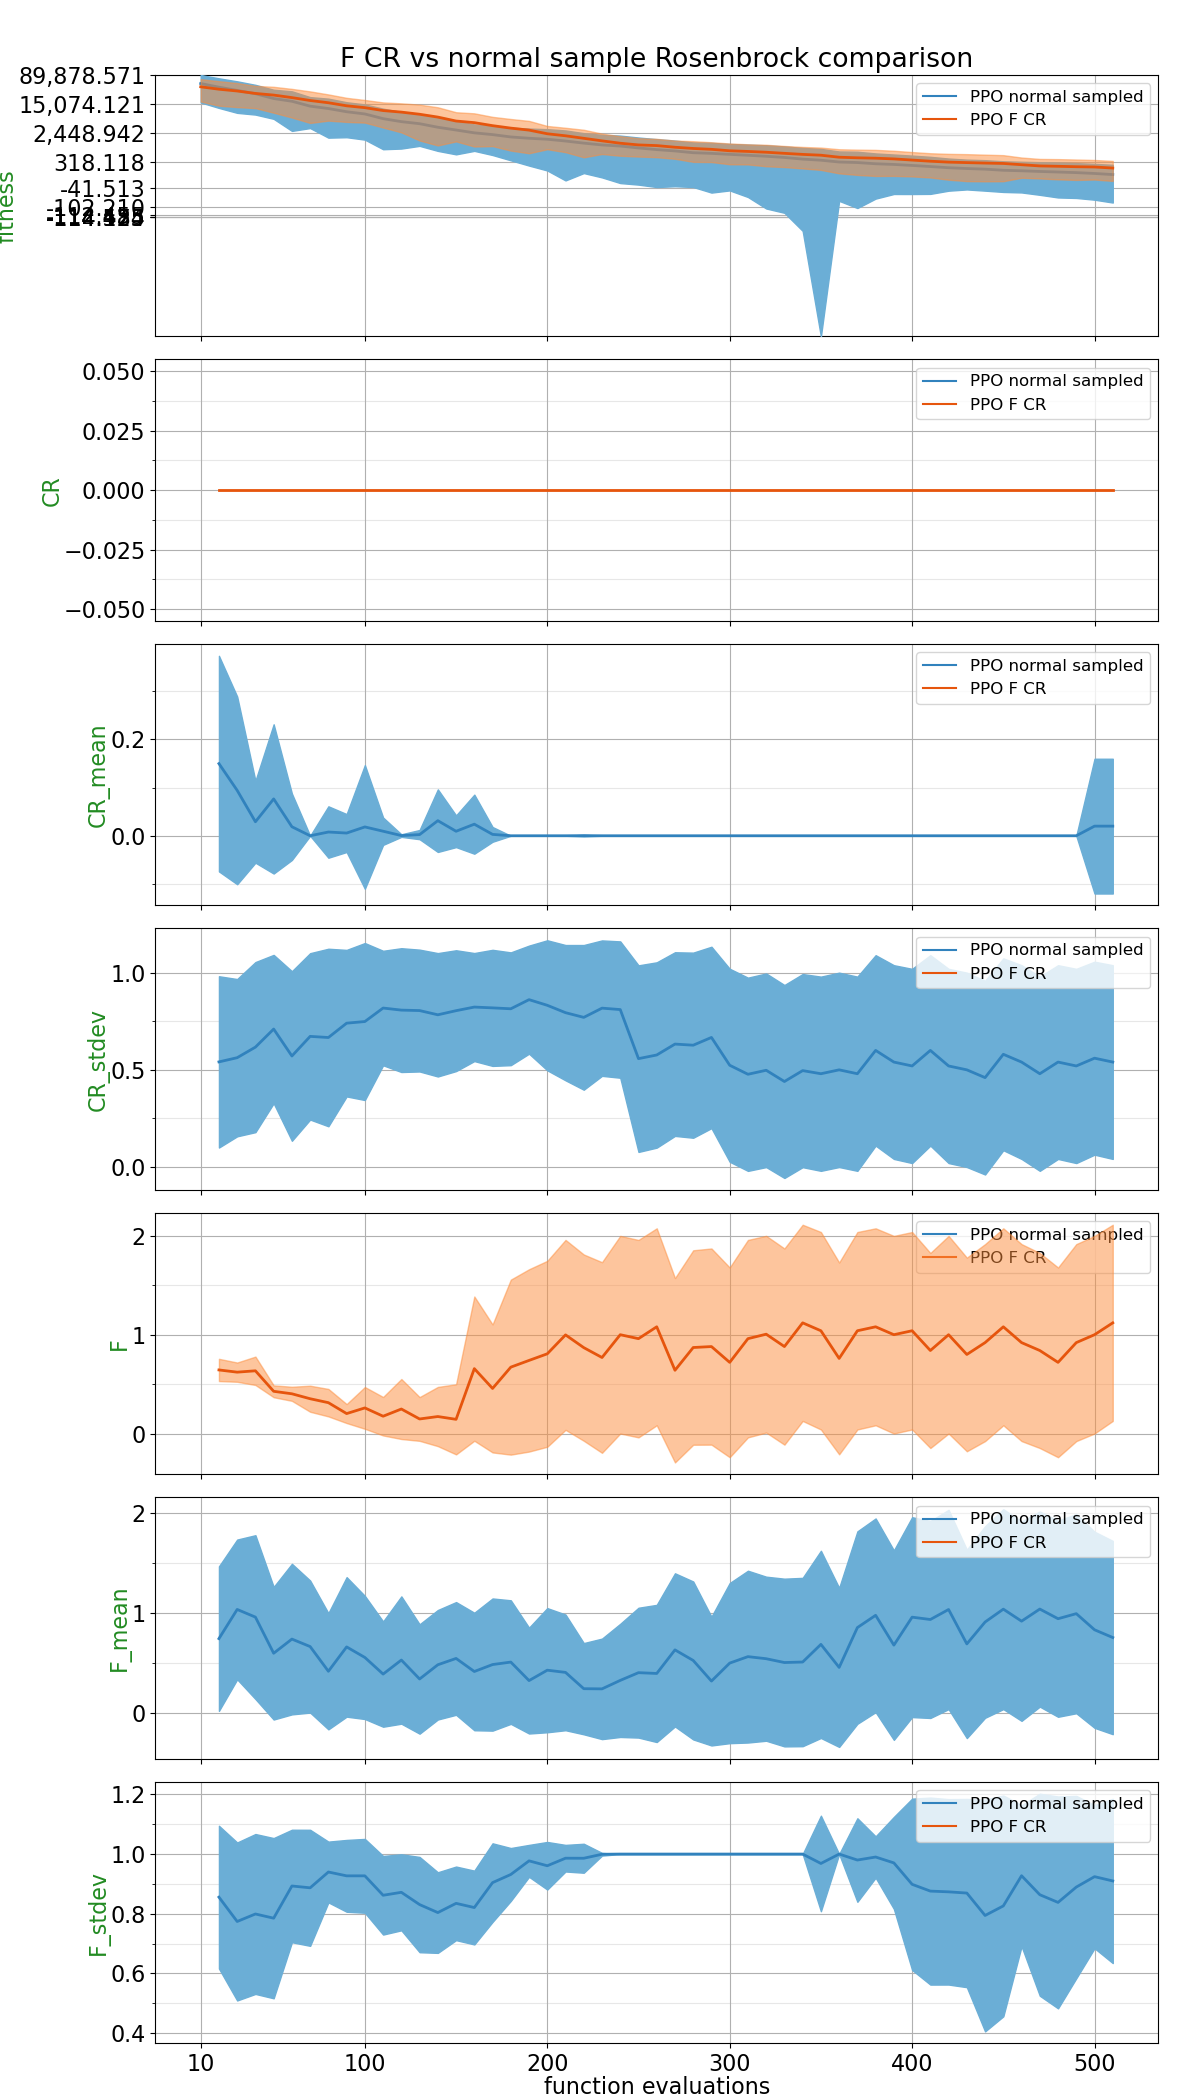 F CR vs normal sample Rosenbrock comparison
89,878.571
15,074.121
2,448.942
318.118
-41.513
-102.210
fitness
PPO normal sampled
PPO F CR
0.050
0.025
0.000
−0.025
−0.050
CR
PPO normal sampled
PPO F CR
0.2
0.0
CR_mean
PPO normal sampled
PPO F CR
1.0
0.5
0.0
CR_stdev
PPO normal sampled
PPO F CR
2
1
0
F
PPO normal sampled
PPO F CR
2
1
0
F_mean
PPO normal sampled
PPO F CR
1.2
1.0
0.8
0.6
0.4
F_stdev
PPO normal sampled
PPO F CR
10 100 200 300 400 500
function evaluations